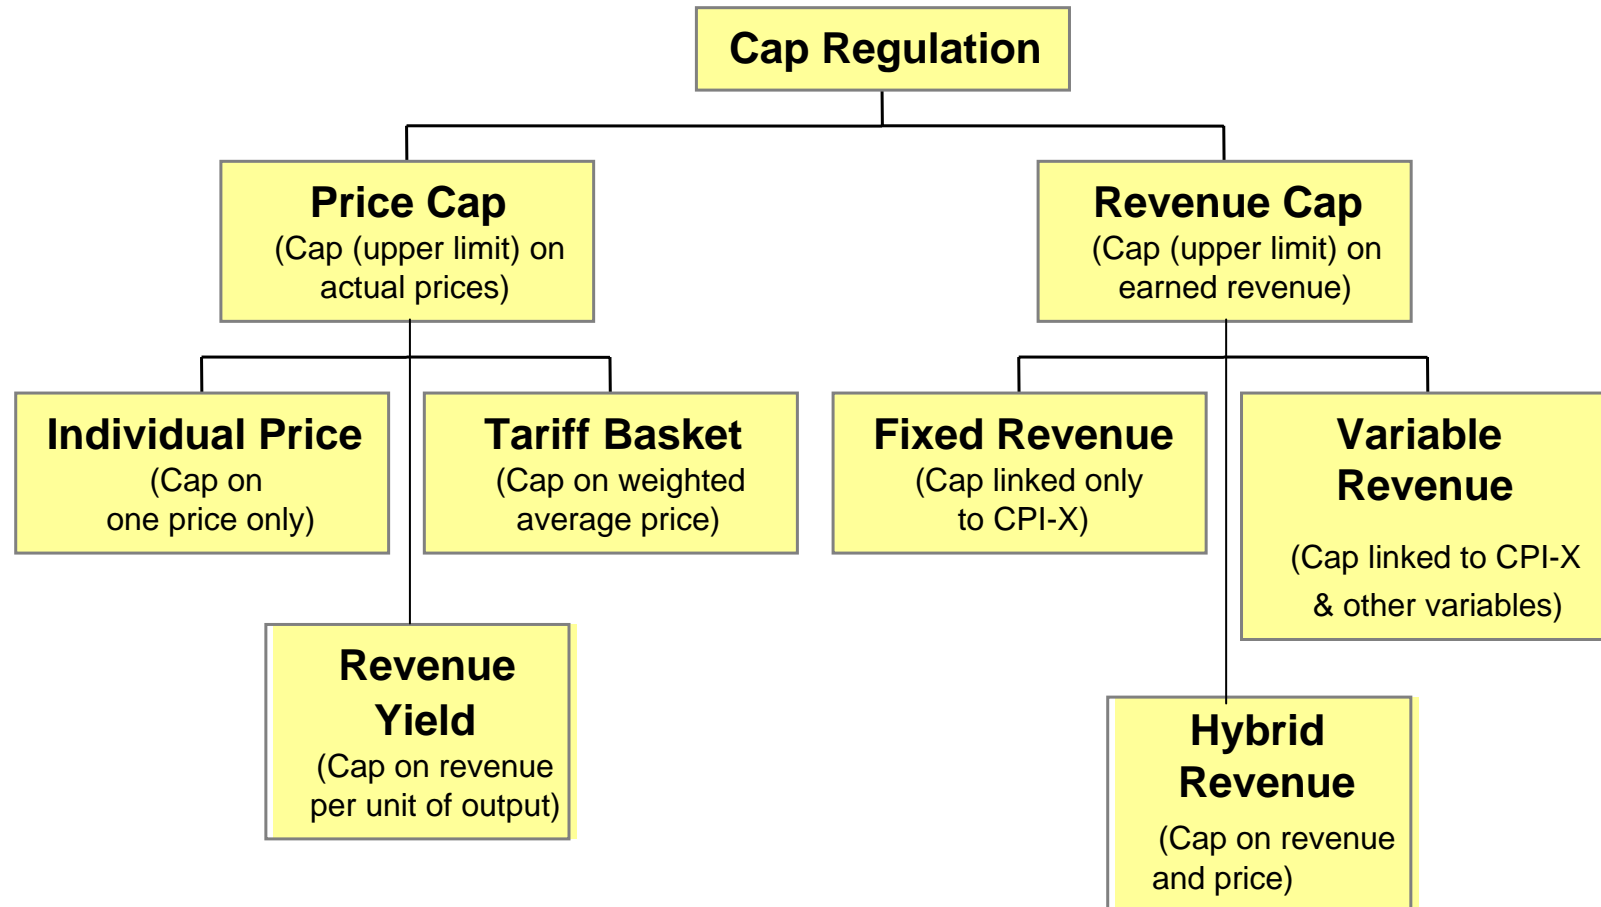 Cap Regulation
Price Cap
(Cap (upper limit) on
actual prices)
Revenue Cap
(Cap (upper limit) on
earned revenue)
Individual Price
(Cap on
one price only)
Tariff Basket
(Cap on weighted
average price)
Fixed Revenue
(Cap linked only
to CPI-X)
Variable
Revenue
(Cap linked to CPI-X
& other variables)
Revenue
Yield
(Cap on revenue
per unit of output)
Hybrid
Revenue
(Cap on revenue
and price)